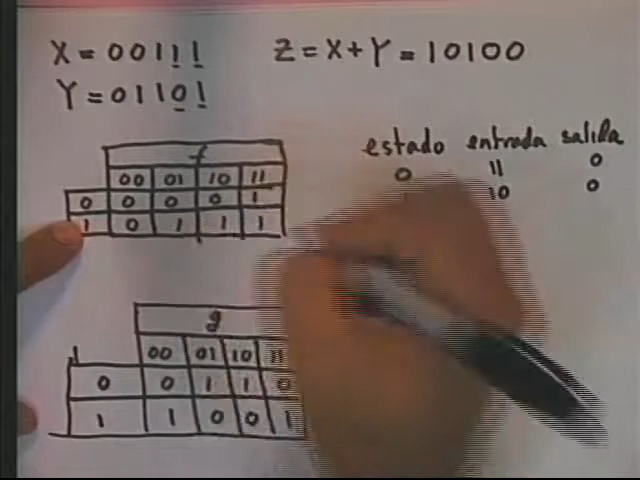 X = 00111 Z = X + Y = 10100
Y = 01101
estado entrada salida
0 11 0
10 0
f
00 01 10 11
0 0 0 0 1
1 0 1 1 1
g
00 01 10 11
0 0 1 1 0
1 1 0 0 1